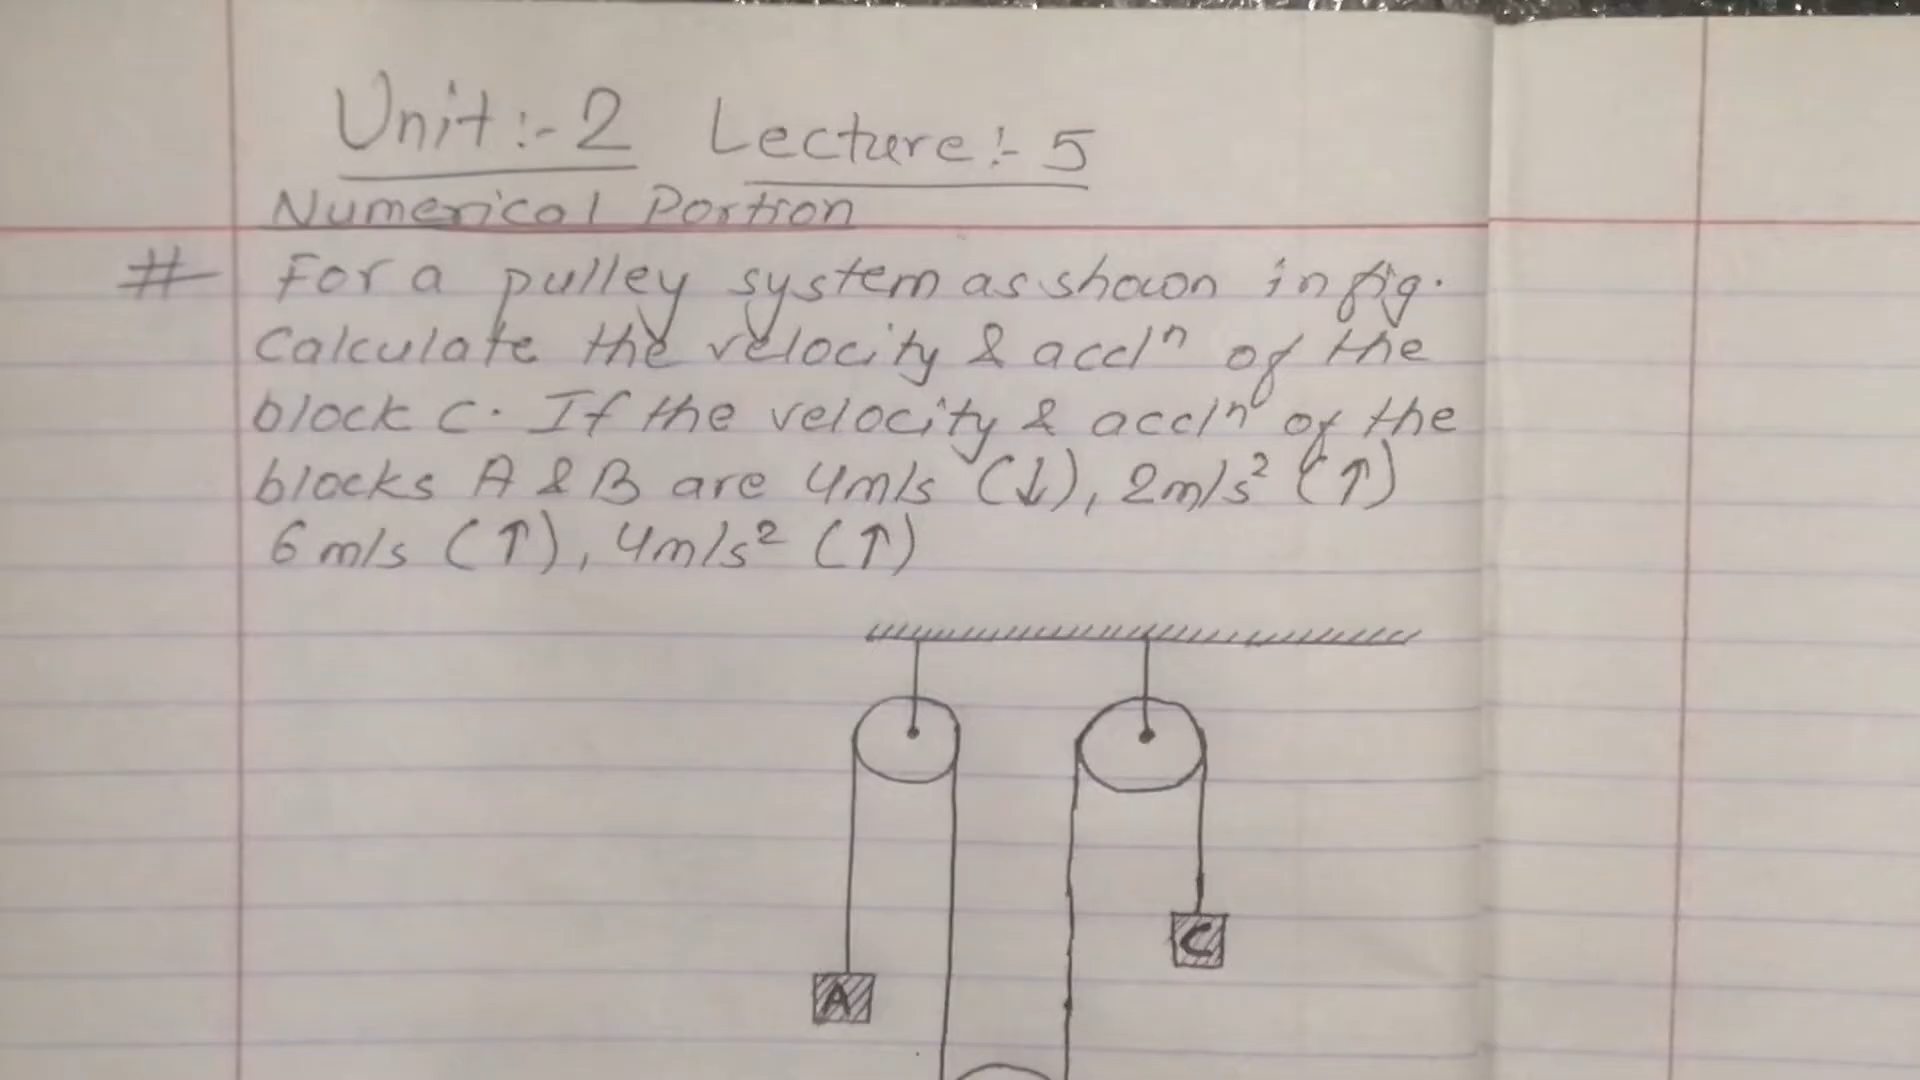 Unit:-2 Lecture:-5
Numerical Portion
# For a pulley system as shown in fig.
Calculate the velocity & acclⁿ of the
block C. If the velocity & acclⁿ of the
blocks A & B are 4m/s (↓), 2m/s² (↑)
6 m/s (↑), 4m/s² (↑)
C
A